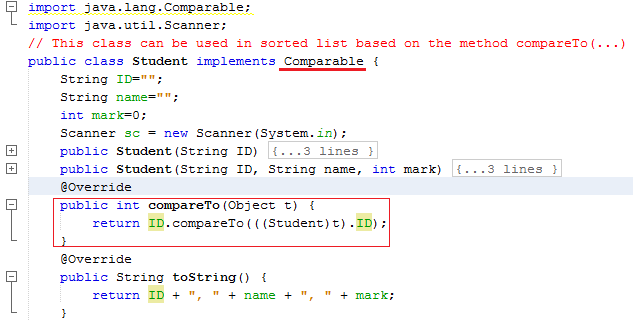 import java.lang.Comparable;
import java.util.Scanner;
// This class can be used in sorted list based on the method compareTo(...)
public class Student implements Comparable {
String ID="";
String name="";
int mark=0;
Scanner sc = new Scanner(System.in);
public Student(String ID) {...3 lines }
public Student(String ID, String name, int mark) {...3 lines }
@Override
public int compareTo(Object t) {
return ID.compareTo(((Student)t).ID);
}
@Override
public String toString() {
return ID + ", " + name + ", " + mark;
}